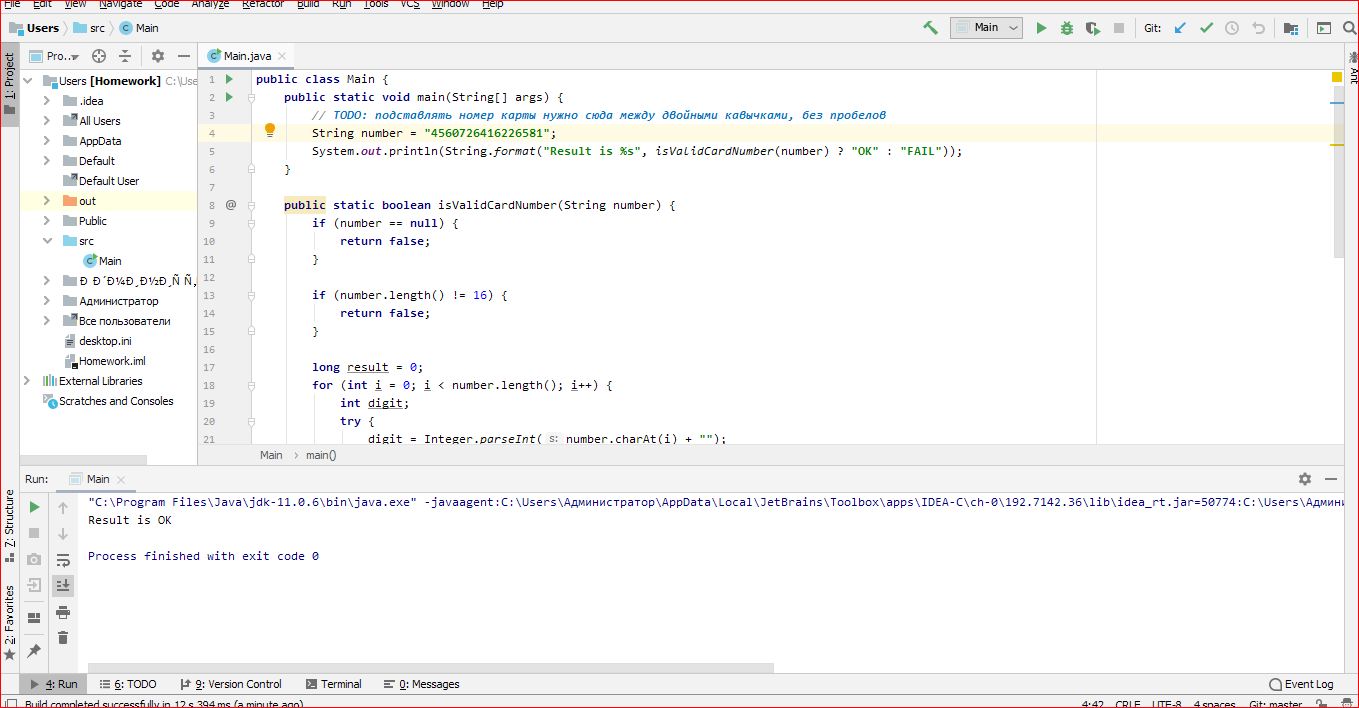 File Edit View Navigate Code Analyze Refactor Build Run Tools VCS Window Help
Users src Main
Main Git:
1: Project
Pro..
Main.java
Users [Homework] C:\Use
.idea
All Users
AppData
Default
Default User
out
Public
src
Main
Администратор
Все пользователи
desktop.ini
Homework.iml
External Libraries
Scratches and Consoles
1 public class Main {
2 public static void main(String[] args) {
3 // TODO: подставлять номер карты нужно сюда между двойными кавычками, без пробелов
4 String number = "4560726416226581";
5 System.out.println(String.format("Result is %s", isValidCardNumber(number) ? "OK" : "FAIL"));
6 }
7
8 @ public static boolean isValidCardNumber(String number) {
9 if (number == null) {
10 return false;
11 }
12
13 if (number.length() != 16) {
14 return false;
15 }
16
17 long result = 0;
18 for (int i = 0; i < number.length(); i++) {
19 int digit;
20 try {
21 digit = Integer.parseInt( s: number.charAt(i) + "");
Main main()
Ant
Run: Main
"C:\Program Files\Java\jdk-11.0.6\bin\java.exe" -javaagent:C:\Users\Администратор\AppData\Local\JetBrains\Toolbox\apps\IDEA-C\ch-0\192.7142.36\lib\idea_rt.jar=50774:C:\Users\Админи
Result is OK
Process finished with exit code 0
7: Structure
2: Favorites
4: Run 6: TODO 9: Version Control Terminal 0: Messages Event Log
Build completed successfully in 12 s 394 ms (a minute ago) 4:42 CRLF UTF-8 4 spaces Git: master